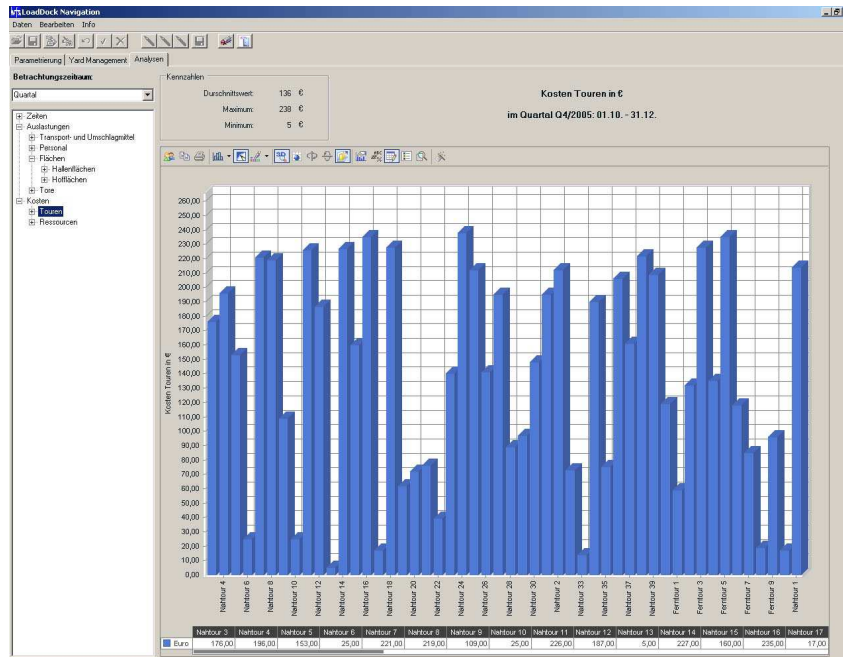 LoadDock Navigation
Daten Bearbeiten Info
Parametrierung Yard Management Analysen
Betrachtungszeitraum:
Quartal
Zeiten
Auslastungen
Transport- und Umschlagmittel
Personal
Flächen
Hallenflächen
Hofflächen
Tore
Kosten
Touren
Ressourcen
Kennzahlen
Durschnittswert: 136 €
Maximum: 238 €
Minimum: 5 €
Kosten Touren in €
im Quartal Q4/2005: 01.10. - 31.12.
3D
Kosten Touren in €
260,00
250,00
240,00
230,00
220,00
210,00
200,00
190,00
180,00
170,00
160,00
150,00
140,00
130,00
120,00
110,00
100,00
90,00
80,00
70,00
60,00
50,00
40,00
30,00
20,00
10,00
0,00
Nahtour 4
Nahtour 6
Nahtour 8
Nahtour 10
Nahtour 12
Nahtour 14
Nahtour 16
Nahtour 18
Nahtour 20
Nahtour 22
Nahtour 24
Nahtour 26
Nahtour 28
Nahtour 30
Nahtour 2
Nahtour 33
Nahtour 35
Nahtour 37
Nahtour 39
Ferntour 1
Ferntour 3
Ferntour 5
Ferntour 7
Ferntour 9
Nahtour 1
Nahtour 3 Nahtour 4 Nahtour 5 Nahtour 6 Nahtour 7 Nahtour 8 Nahtour 9 Nahtour 10 Nahtour 11 Nahtour 12 Nahtour 13 Nahtour 14 Nahtour 15 Nahtour 16 Nahtour 17
Euro 176,00 196,00 153,00 25,00 221,00 219,00 109,00 25,00 226,00 187,00 5,00 227,00 160,00 235,00 17,00